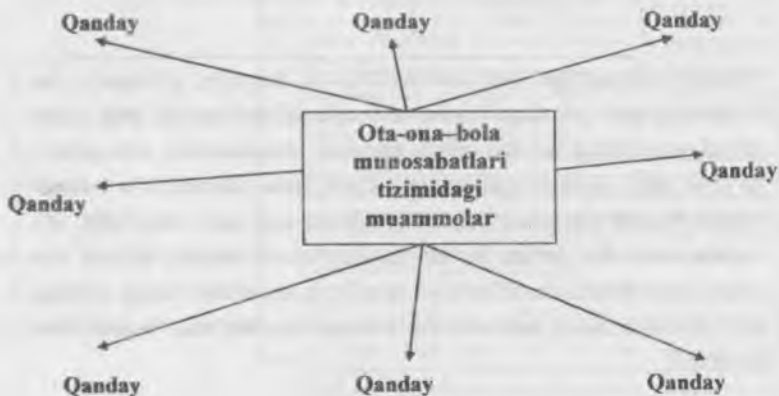 Qanday Qanday Qanday
Ota-ona–bola
munosabatlari
tizimidagi
muammolar
Qanday
Qanday
Qanday Qanday Qanday